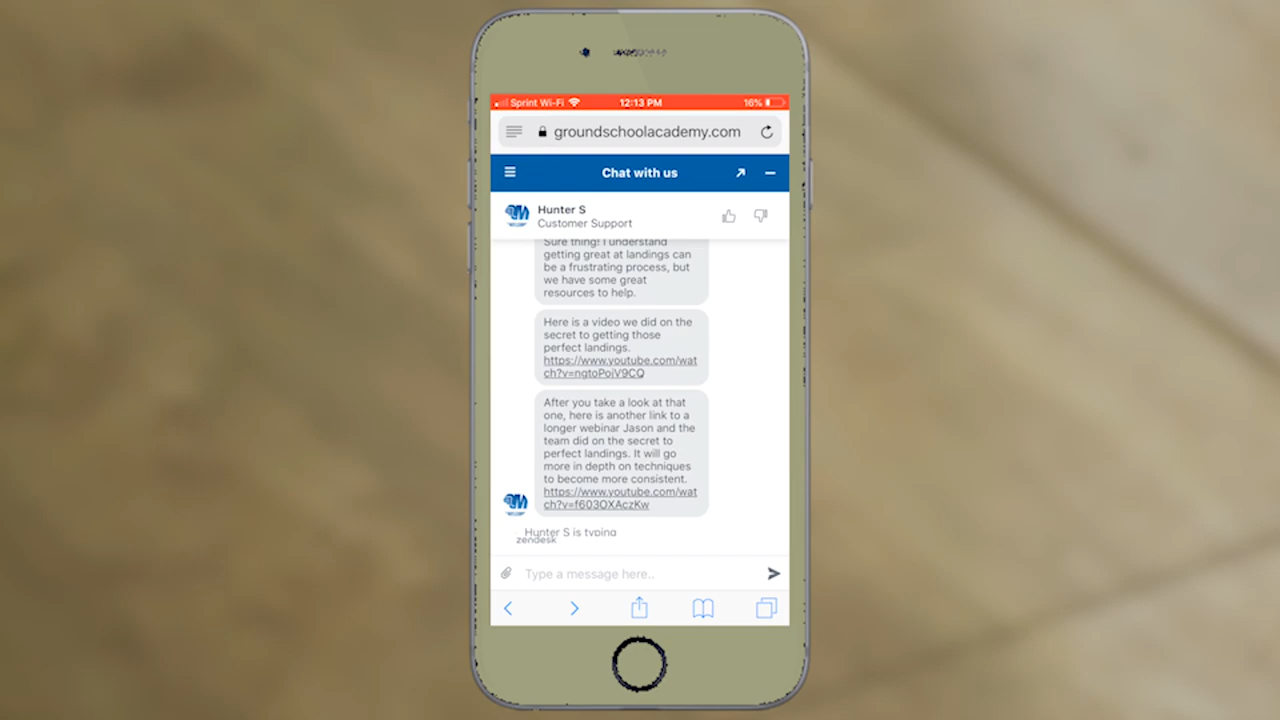 Sprint Wi-Fi 12:13 PM 16%
groundschoolacademy.com
Chat with us
Hunter S
Customer Support
Sure thing! I understand
getting great at landings can
be a frustrating process, but
we have some great
resources to help.
Here is a video we did on the
secret to getting those
perfect landings.
https://www.youtube.com/wat
ch?v=ngtoPojV9CQ
After you take a look at that
one, here is another link to a
longer webinar Jason and the
team did on the secret to
perfect landings. It will go
more in depth on techniques
to become more consistent.
https://www.youtube.com/wat
ch?v=f603OXAczKw
Hunter S is typing
zendesk
Type a message here..